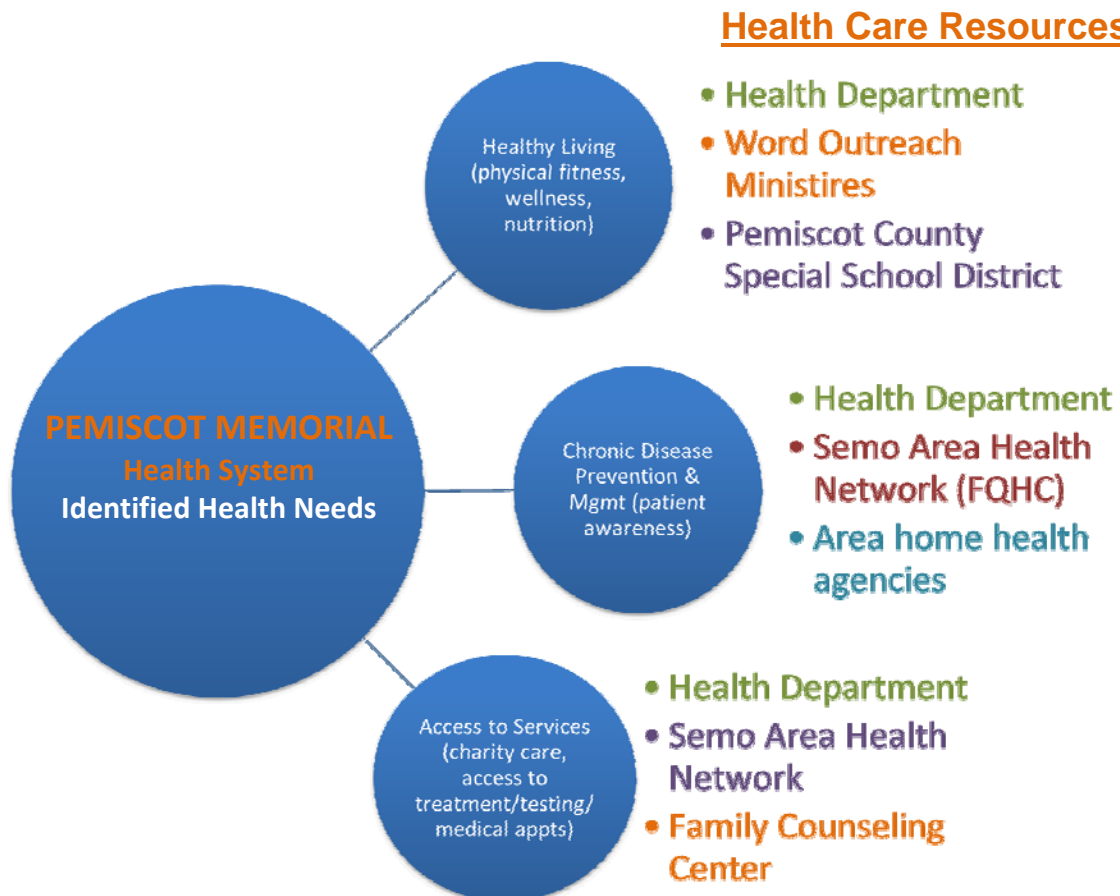 Health Care Resources
Healthy Living
(physical fitness,
wellness,
nutrition)
• Health Department
• Word Outreach
Ministires
• Pemiscot County
Special School District
PEMISCOT MEMORIAL
Health System
Identified Health Needs
Chronic Disease
Prevention &
Mgmt (patient
awareness)
• Health Department
• Semo Area Health
Network (FQHC)
• Area home health
agencies
Access to Services
(charity care,
access to
treatment/testing/
medical appts)
• Health Department
• Semo Area Health
Network
• Family Counseling
Center